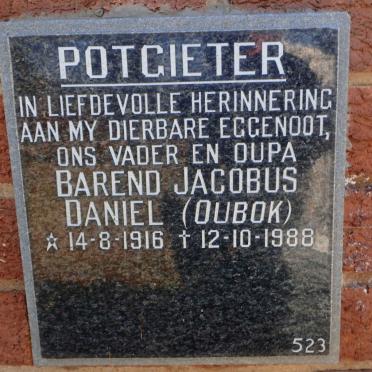 POTGIETER
IN LIEFDEVOLLE HERINNERING
AAN MY DIERBARE EGGENOOT,
ONS VADER EN OUPA
BAREND JACOBUS
DANIEL (OUBOK)
☆ 14-8-1916 † 12-10-1988
523